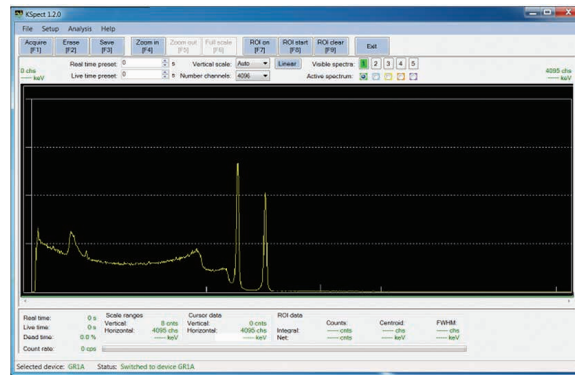 KSpect 1.2.0
File Setup Analysis Help
Acquire [F1] Erase [F2] Save [F3] Zoom in [F4] Zoom out [F5] Full scale [F6] ROI on [F7] ROI start [F8] ROI clear [F9] Exit
0 chs Real time preset: 0 s Vertical scale: Auto Linear Visible spectra: 1 2 3 4 5 4095 chs
---- keV Live time preset: 0 s Number channels: 4096 Active spectrum: ---- keV
Real time: 0 s Scale ranges Cursor data ROI data
Vertical: 8 cnts Vertical: 0 cnts Counts: Centroid: FWHM:
Live time: 0 s Horizontal: 4095 chs Horizontal: 4095 chs Integral: ---- cnts ---- chs ---- chs
Dead time: 0.0 % ---- keV ---- keV Net: ---- cnts ---- keV ---- keV
Count rate: 0 cps
Selected device: GR1A Status: Switched to device GR1A